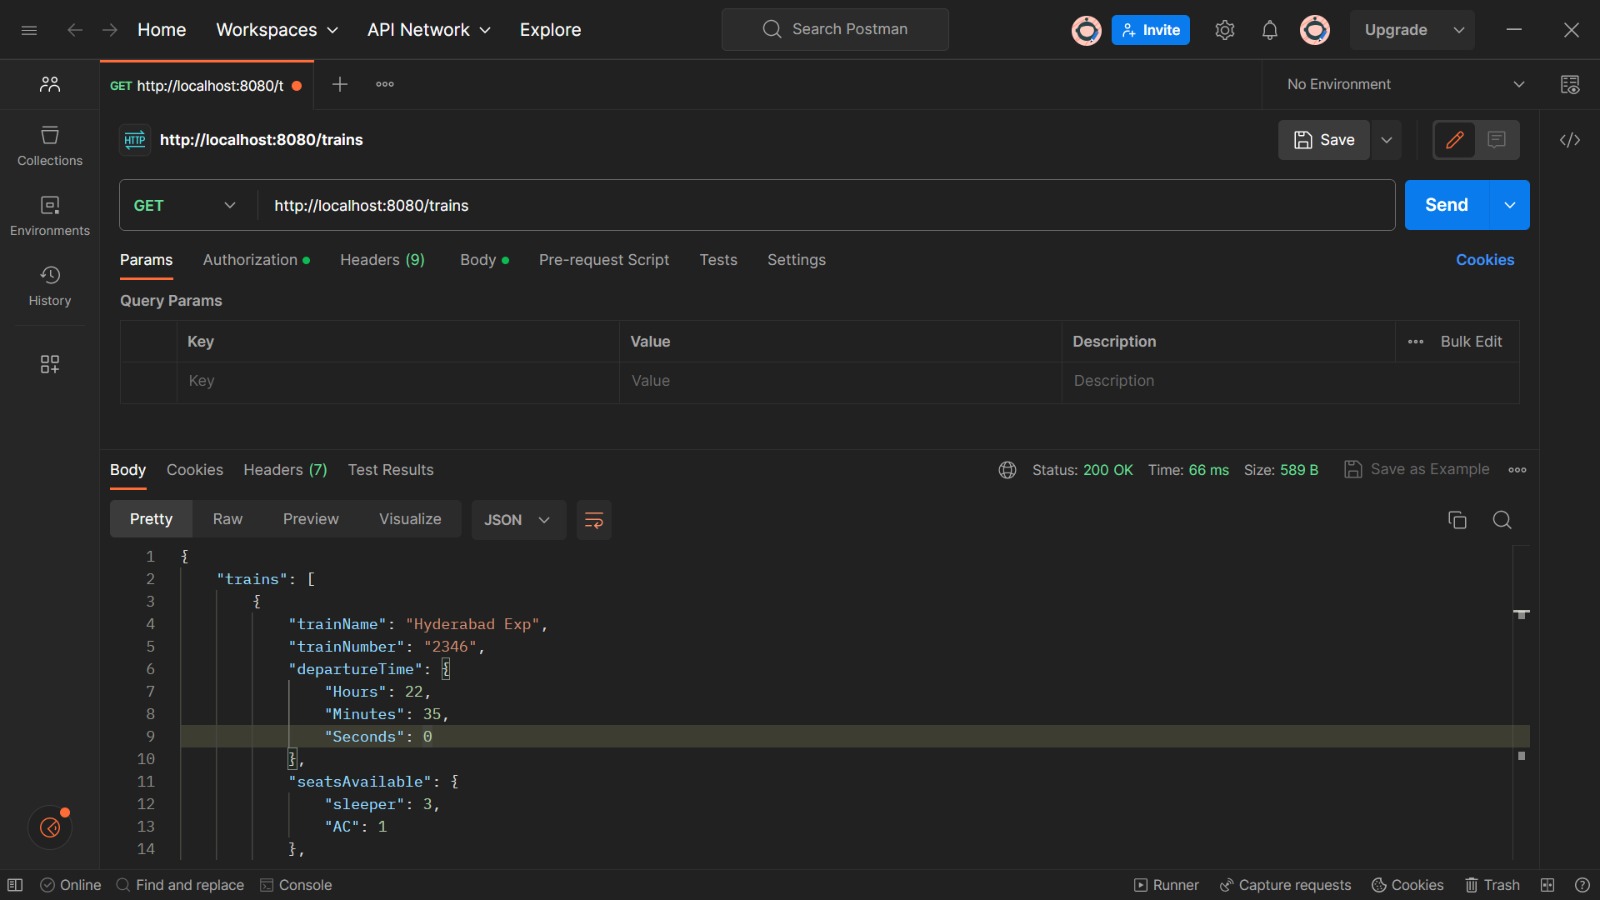 Home Workspaces API Network Explore Search Postman Invite Upgrade
GET http://localhost:8080/t No Environment
HTTP http://localhost:8080/trains Save
Collections
Environments
History
GET http://localhost:8080/trains Send
Params Authorization Headers (9) Body Pre-request Script Tests Settings Cookies
Query Params
Key Value Description Bulk Edit
Key Value Description
Body Cookies Headers (7) Test Results Status: 200 OK Time: 66 ms Size: 589 B Save as Example
Pretty Raw Preview Visualize JSON
1 {
2 "trains": [
3 {
4 "trainName": "Hyderabad Exp",
5 "trainNumber": "2346",
6 "departureTime": {
7 "Hours": 22,
8 "Minutes": 35,
9 "Seconds": 0
10 },
11 "seatsAvailable": {
12 "sleeper": 3,
13 "AC": 1
14 },
Online Find and replace Console Runner Capture requests Cookies Trash